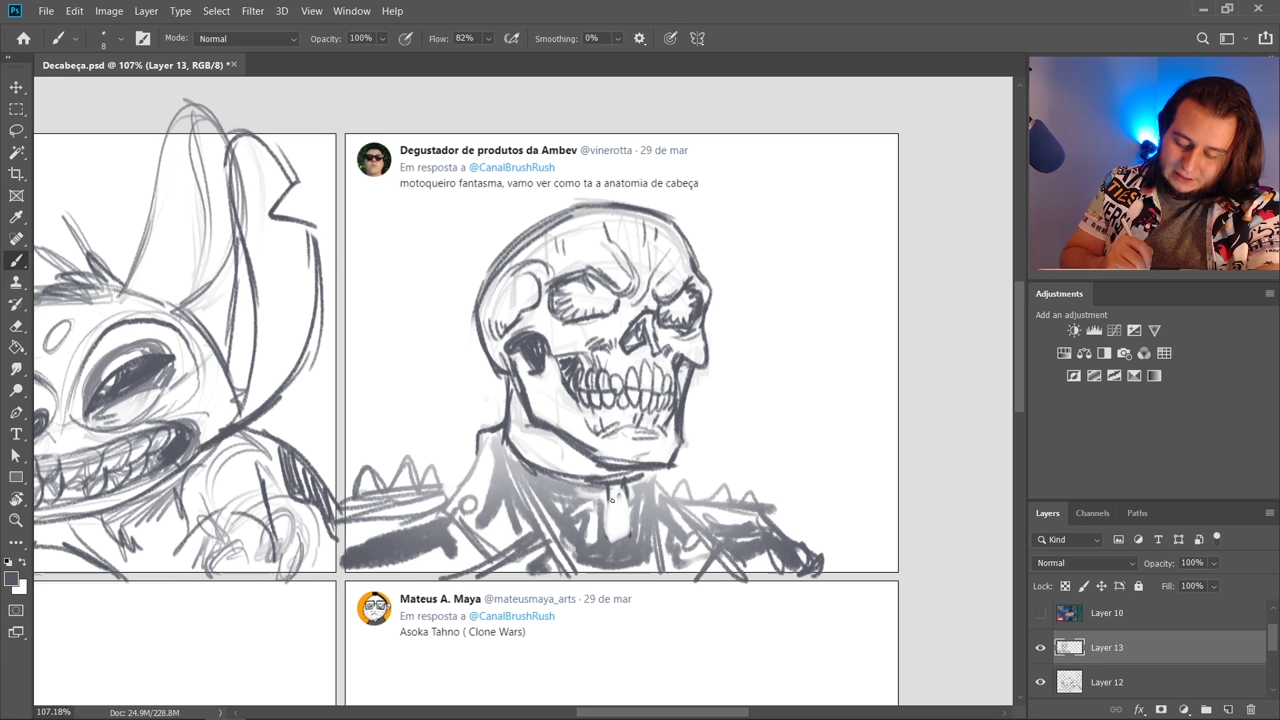 File Edit Image Layer Type Select Filter 3D View Window Help
Mode: Normal Opacity: 100% Flow: 82% Smoothing: 0%
8
Decabeça.psd @ 107% (Layer 13, RGB/8) *
Degustador de produtos da Ambev @vinerotta · 29 de mar
Em resposta a @CanalBrushRush
motoqueiro fantasma, vamo ver como ta a anatomia de cabeça
Mateus A. Maya @mateusmaya_arts · 29 de mar
Em resposta a @CanalBrushRush
Asoka Tahno ( Clone Wars)
Adjustments
Add an adjustment
Layers Channels Paths
Kind
Normal Opacity: 100%
Lock: Fill: 100%
Layer 10
Layer 13
Layer 12
107.18% Doc: 24.9M/228.8M